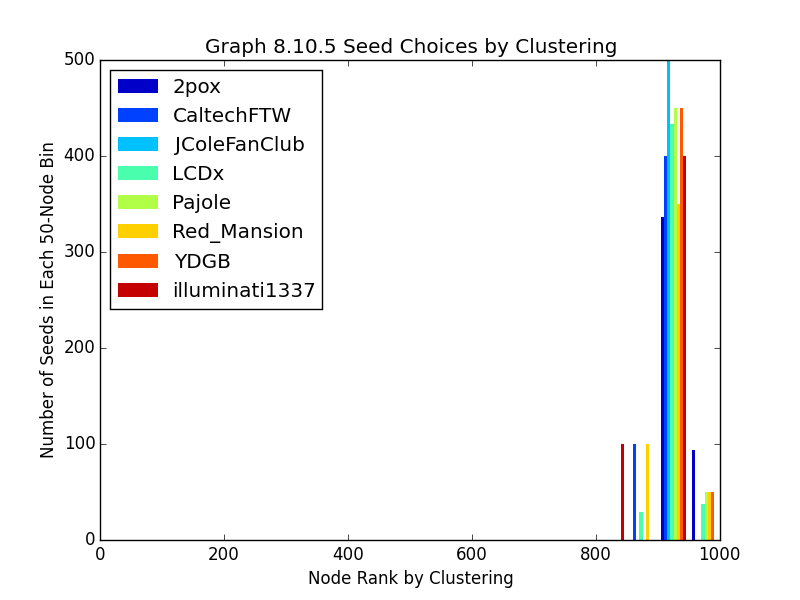 Graph 8.10.5 Seed Choices by Clustering
500
400
300
200
100
0
Number of Seeds in Each 50-Node Bin
2pox
CaltechFTW
JColeFanClub
LCDx
Pajole
Red_Mansion
YDGB
illuminati1337
0 200 400 600 800 1000
Node Rank by Clustering